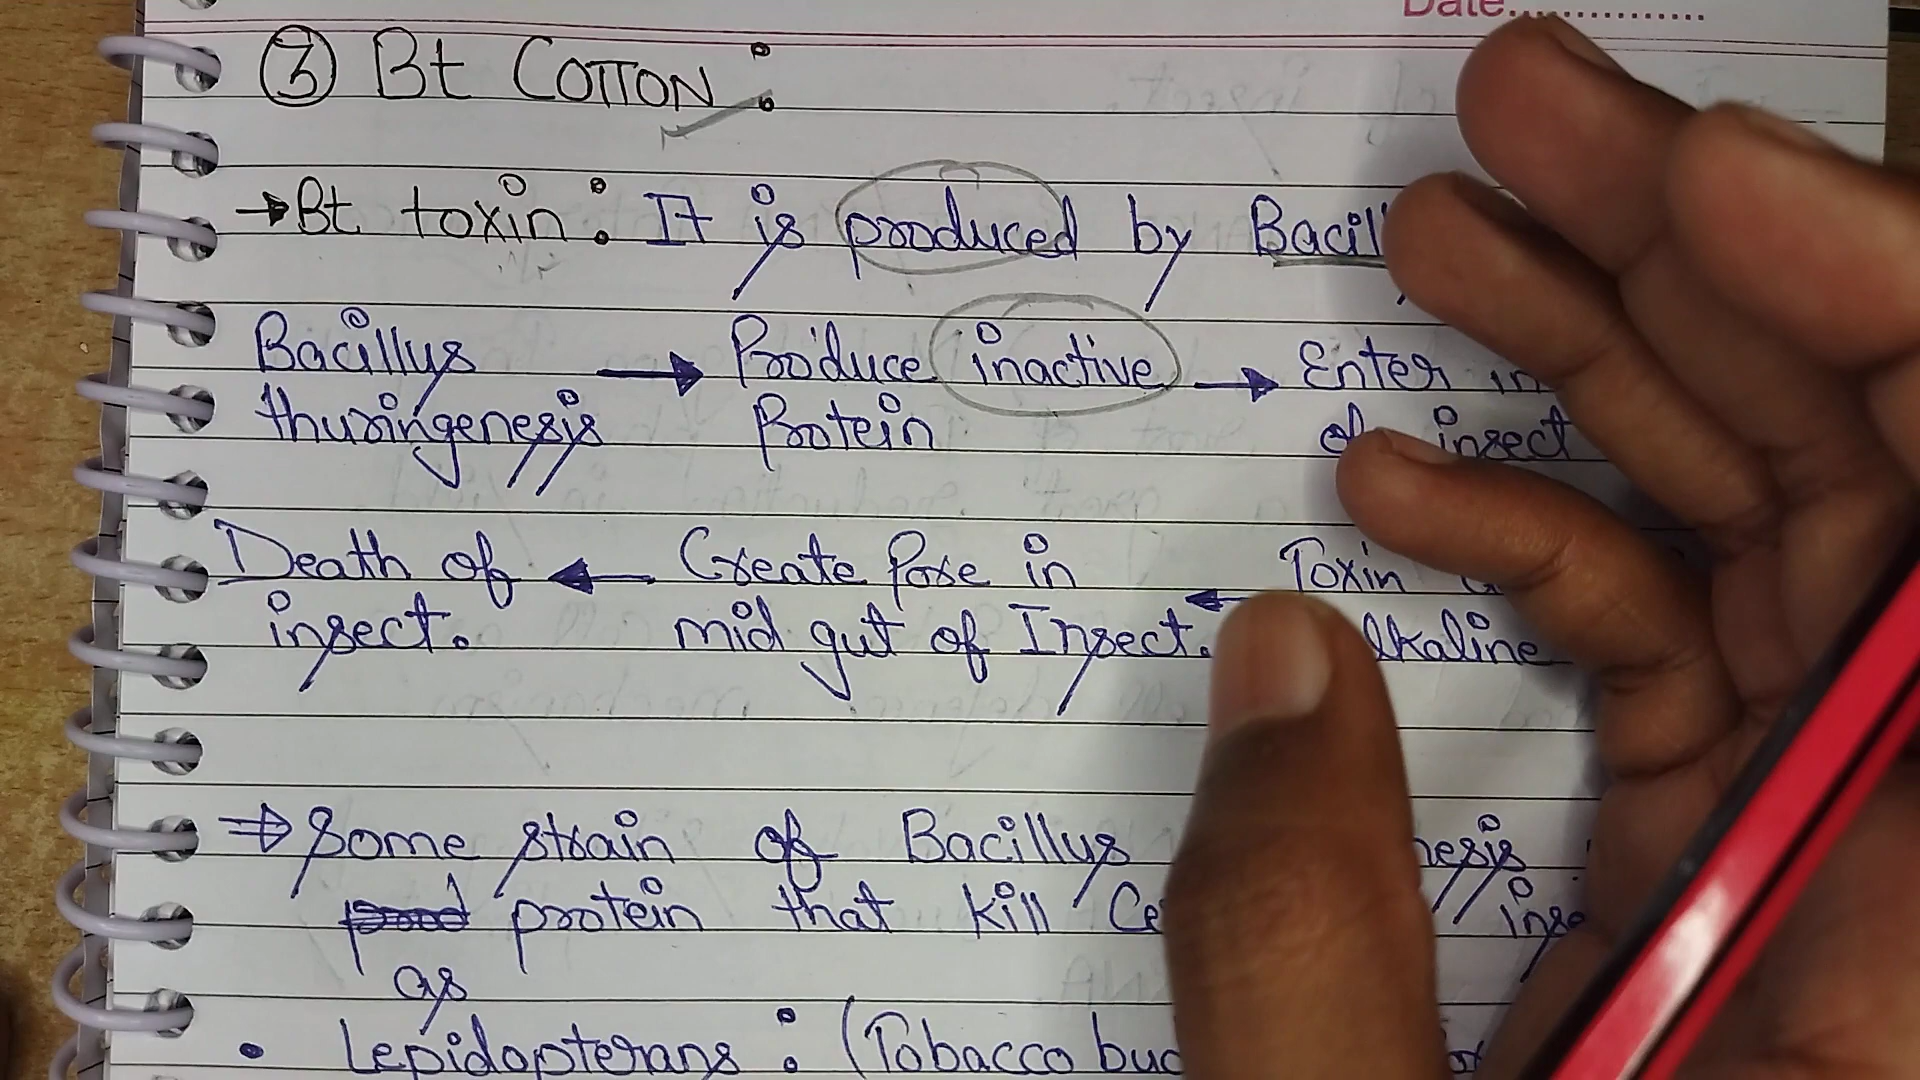 Date...............
③ Bt COTTON :
→Bt toxin : It is produced by Bacill
Bacillus → Produce inactive → Enter in
thuringenesis Protein of insect
Death of ← Create Pore in ← Toxin
insect. mid gut of Insect. lkaline
⇒ Some strain of Bacillus nesis
protein that kill Ce inse
as
• Lepidopterans : (Tobacco bud